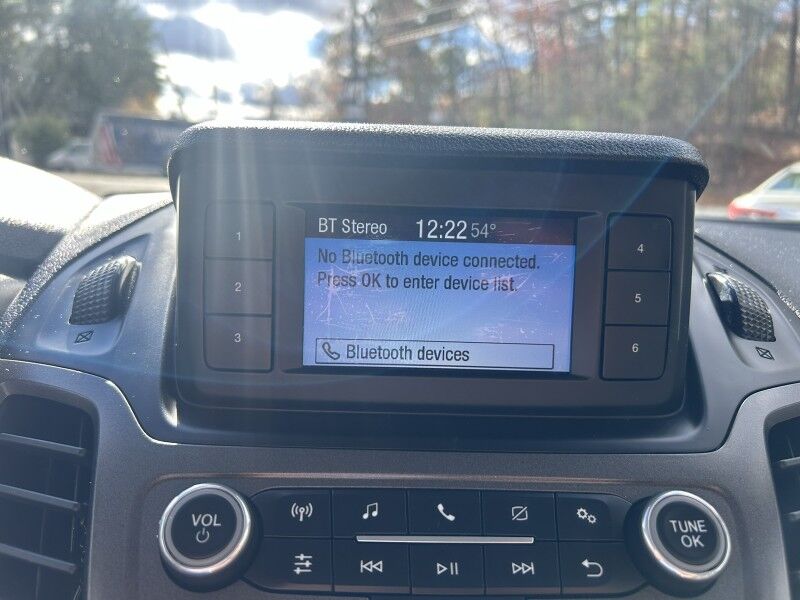 BT Stereo 12:22 54°
No Bluetooth device connected.
Press OK to enter device list.
Bluetooth devices
1
2
3
4
5
6
VOL
TUNE
OK